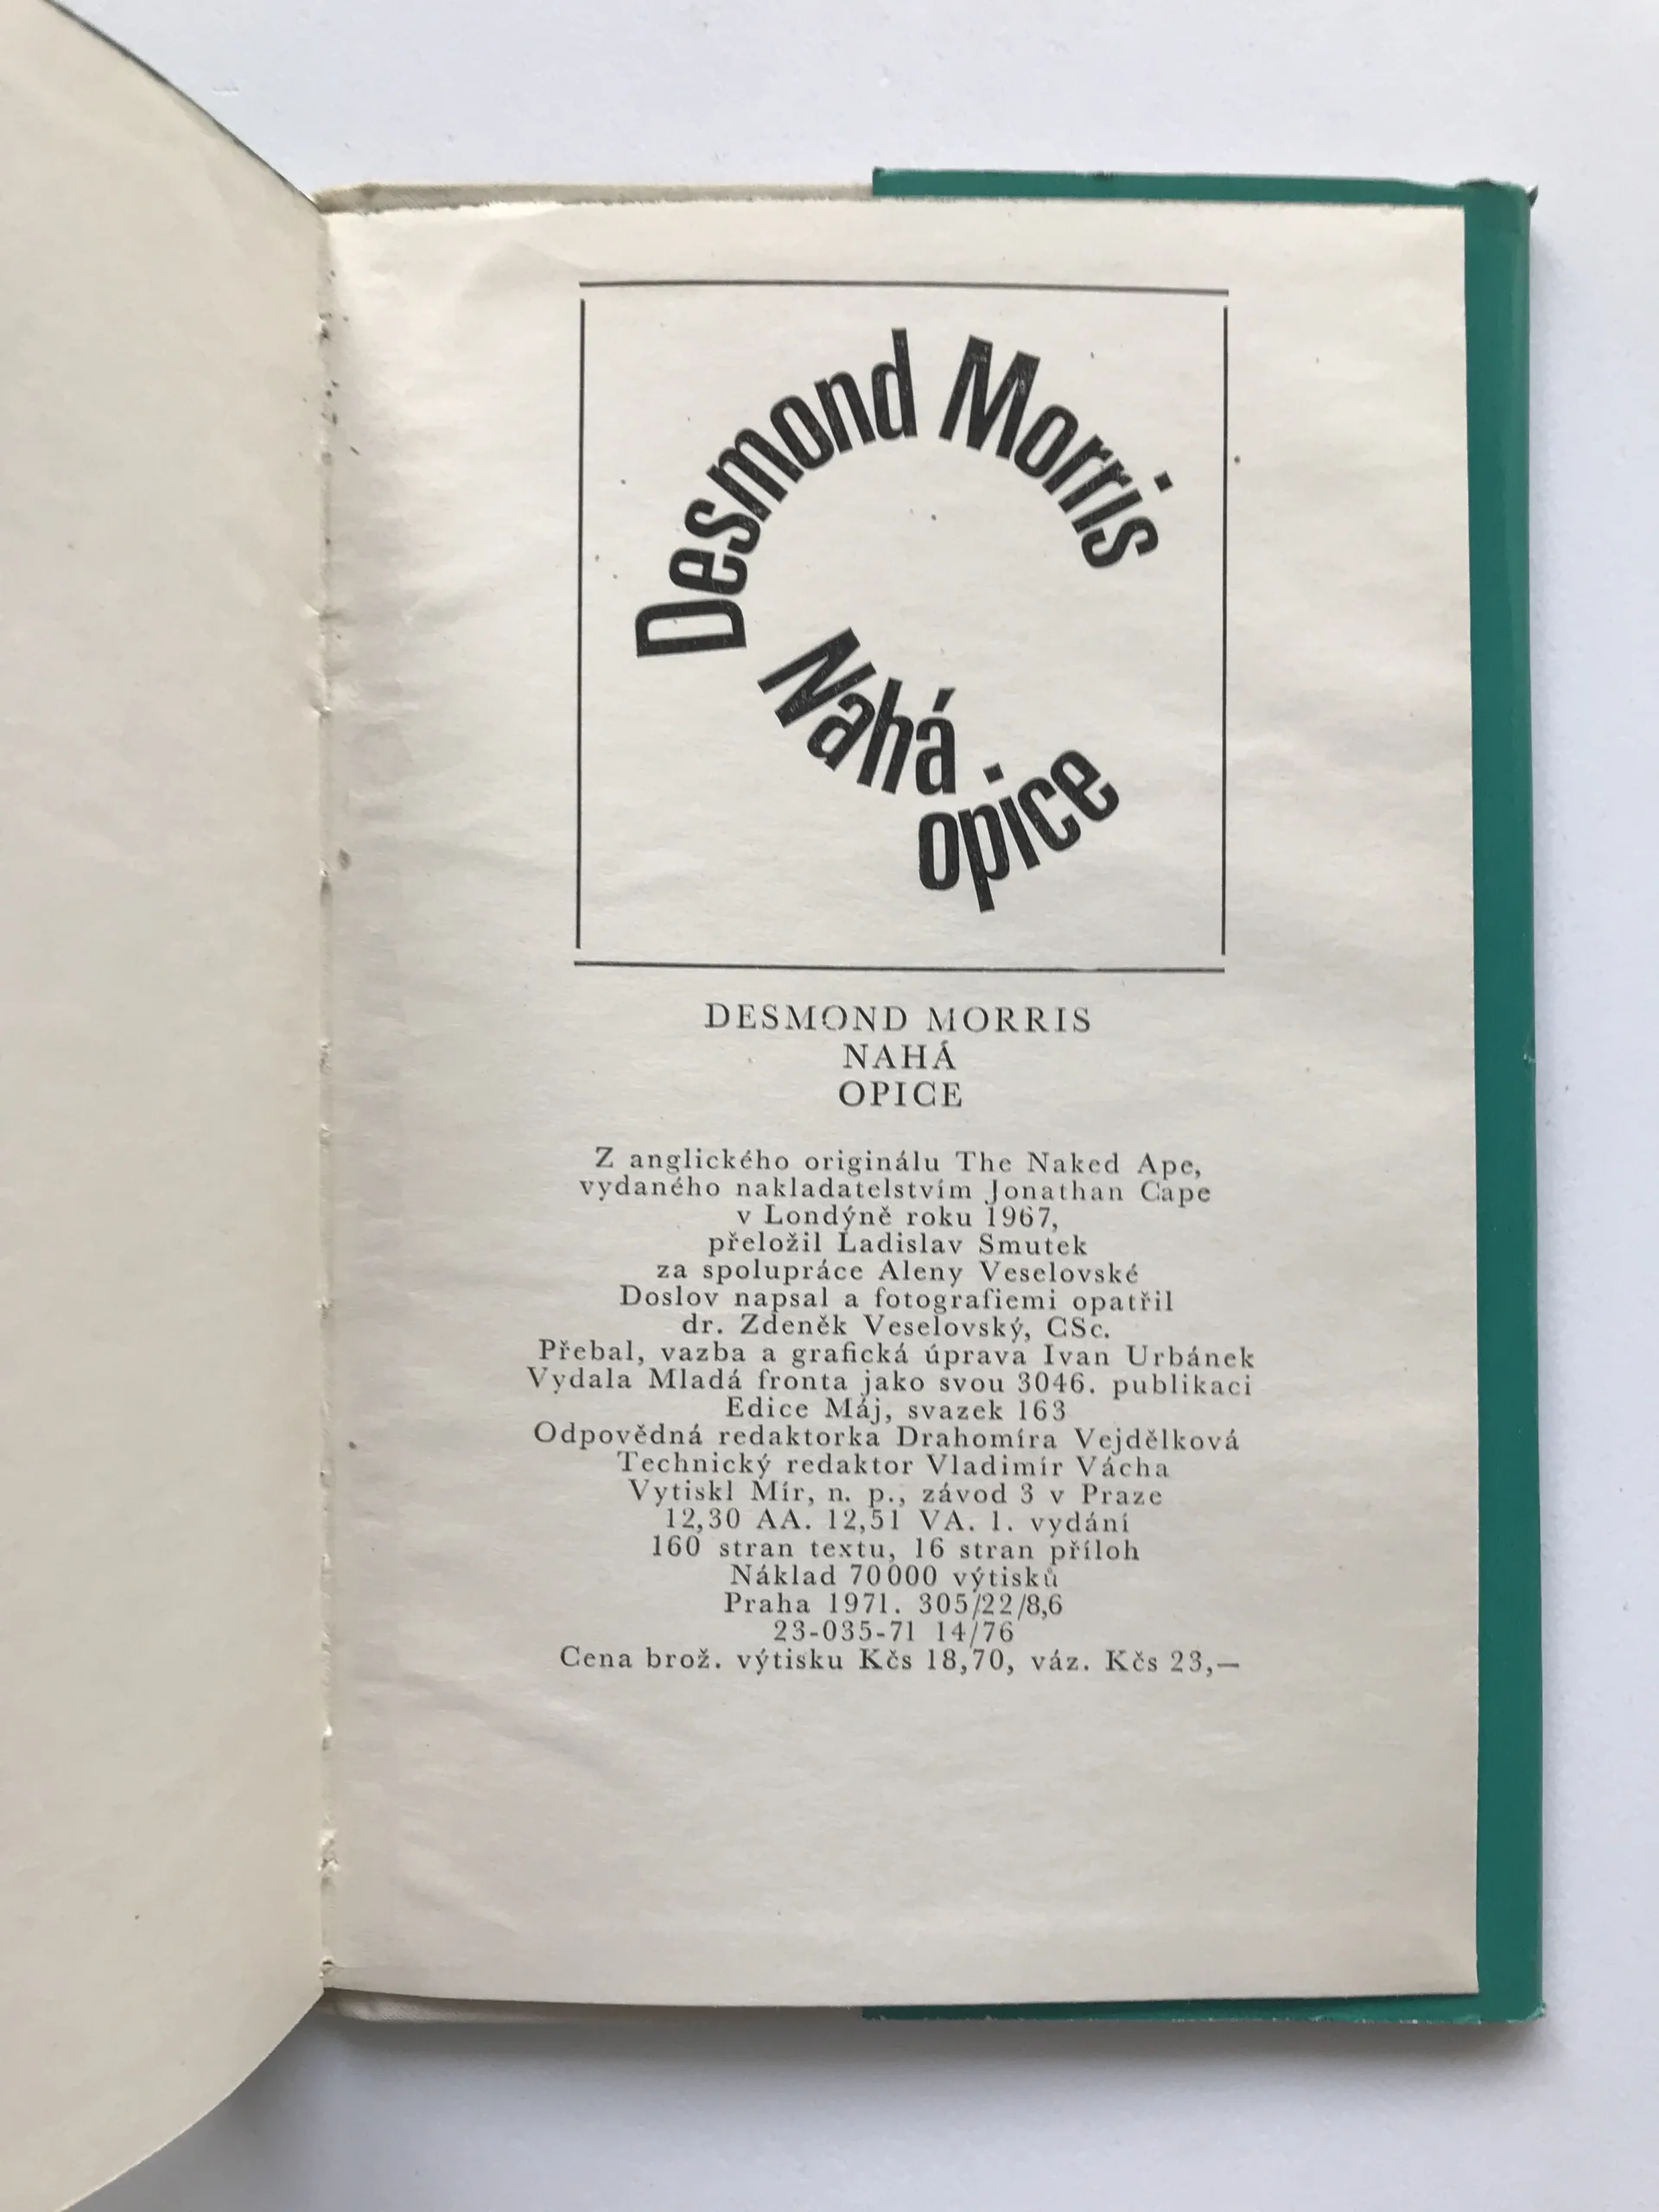 Desmond Morris
Nahá
opice
DESMOND MORRIS
NAHÁ
OPICE
Z anglického originálu The Naked Ape,
vydaného nakladatelstvím Jonathan Cape
v Londýně roku 1967,
přeložil Ladislav Smutek
za spolupráce Aleny Veselovské
Doslov napsal a fotografiemi opatřil
dr. Zdeněk Veselovský, CSc.
Přebal, vazba a grafická úprava Ivan Urbánek
Vydala Mladá fronta jako svou 3046. publikaci
Edice Máj, svazek 163
Odpovědná redaktorka Drahomíra Vejdělková
Technický redaktor Vladimír Vácha
Vytiskl Mír, n. p., závod 3 v Praze
12,30 AA. 12,51 VA. 1. vydání
160 stran textu, 16 stran příloh
Náklad 70000 výtisků
Praha 1971. 305/22/8,6
23-035-71 14/76
Cena brož. výtisku Kčs 18,70, váz. Kčs 23,—